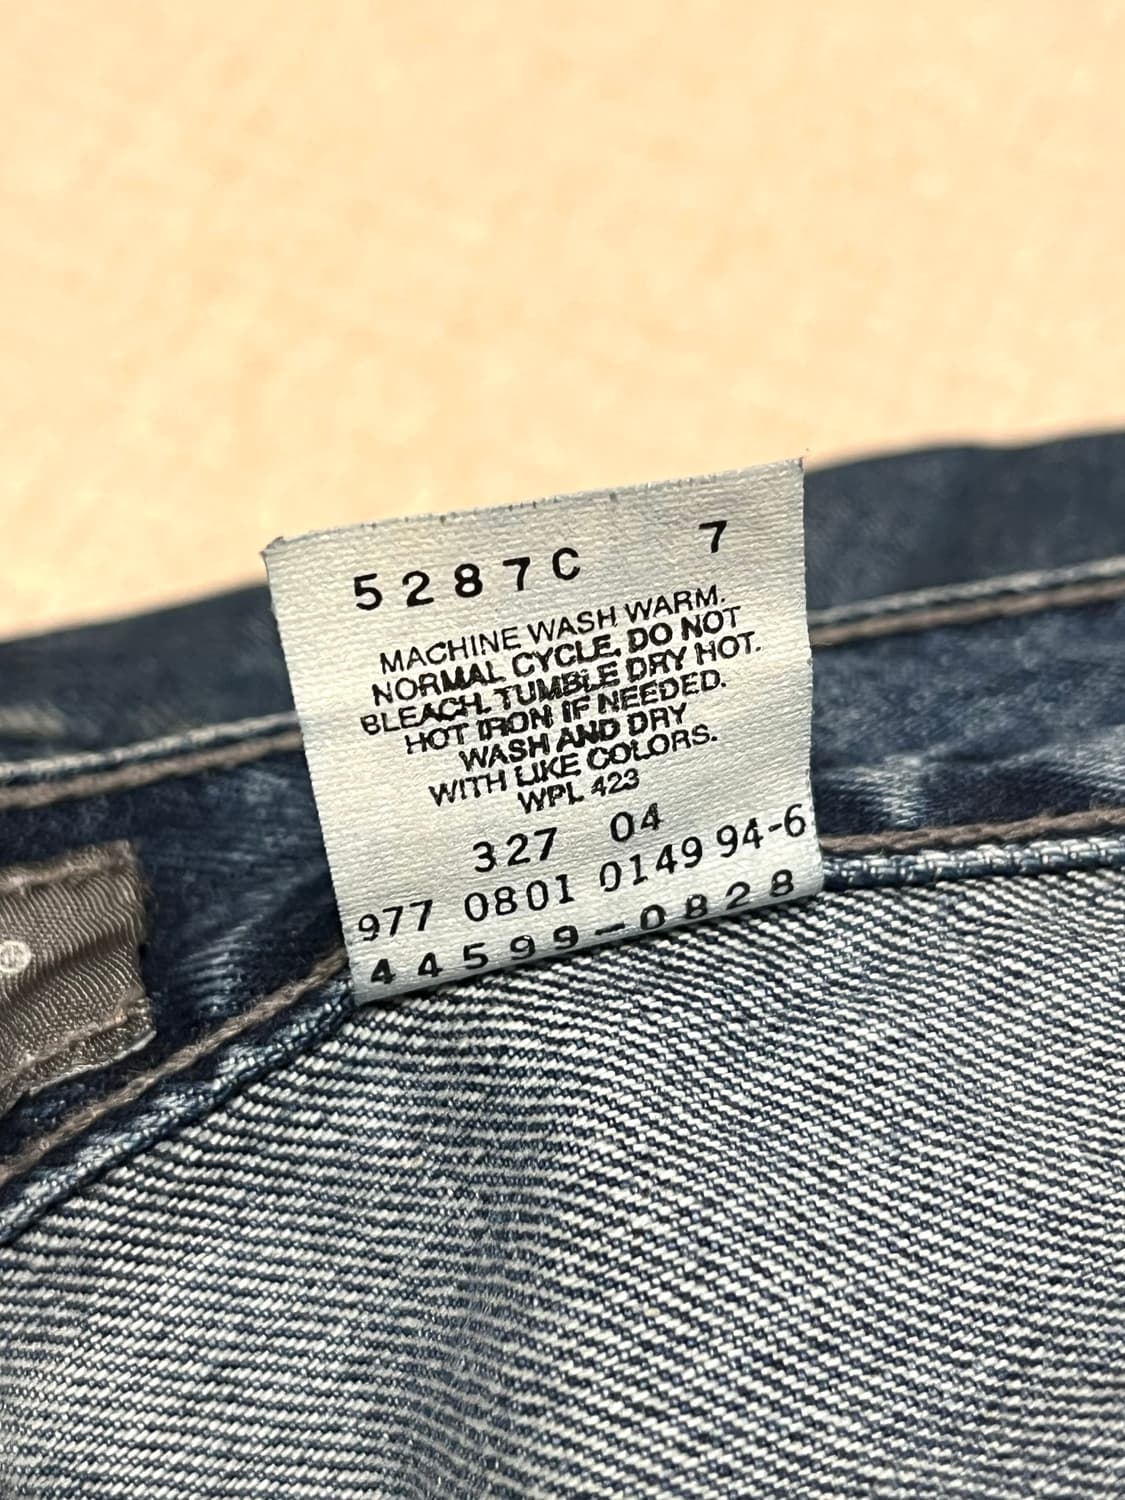 5287C 7
MACHINE WASH WARM.
NORMAL CYCLE. DO NOT
BLEACH. TUMBLE DRY HOT.
HOT IRON IF NEEDED.
WASH AND DRY
WITH LIKE COLORS.
WPL 423
327 04
977 0801 0149 94-6
44599-0828
®